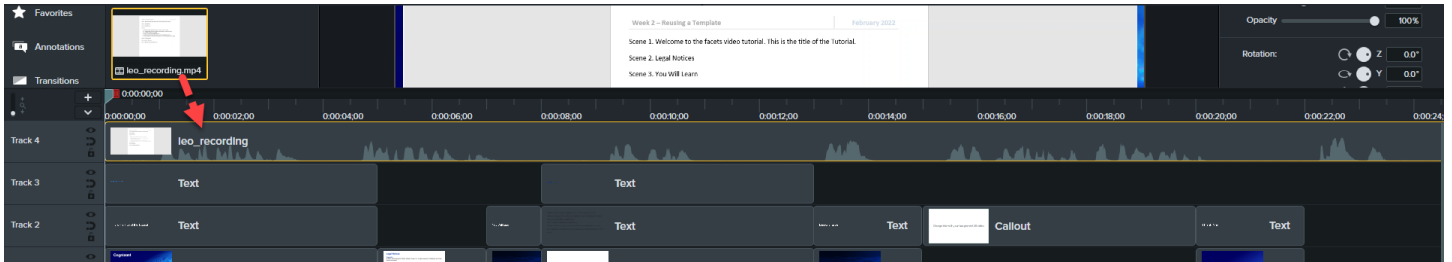 Favorites
Annotations
Transitions
leo_recording.mp4
Week 2 – Reusing a Template
February 2022
Scene 1. Welcome to the facets video tutorial. This is the title of the Tutorial.
Scene 2. Legal Notices
Scene 3. You Will Learn
Opacity
100%
Rotation:
Z
0.0°
Y
0.0°
0:00:00;00
0:00:00;00
0:00:02;00
0:00:04;00
0:00:06;00
0:00:08;00
0:00:10;00
0:00:12;00
0:00:14;00
0:00:16;00
0:00:18;00
0:00:20;00
0:00:22;00
0:00:24;
Track 4
leo_recording
Track 3
Text
Text
Track 2
Text
Text
Text
Callout
Text
Cognizant